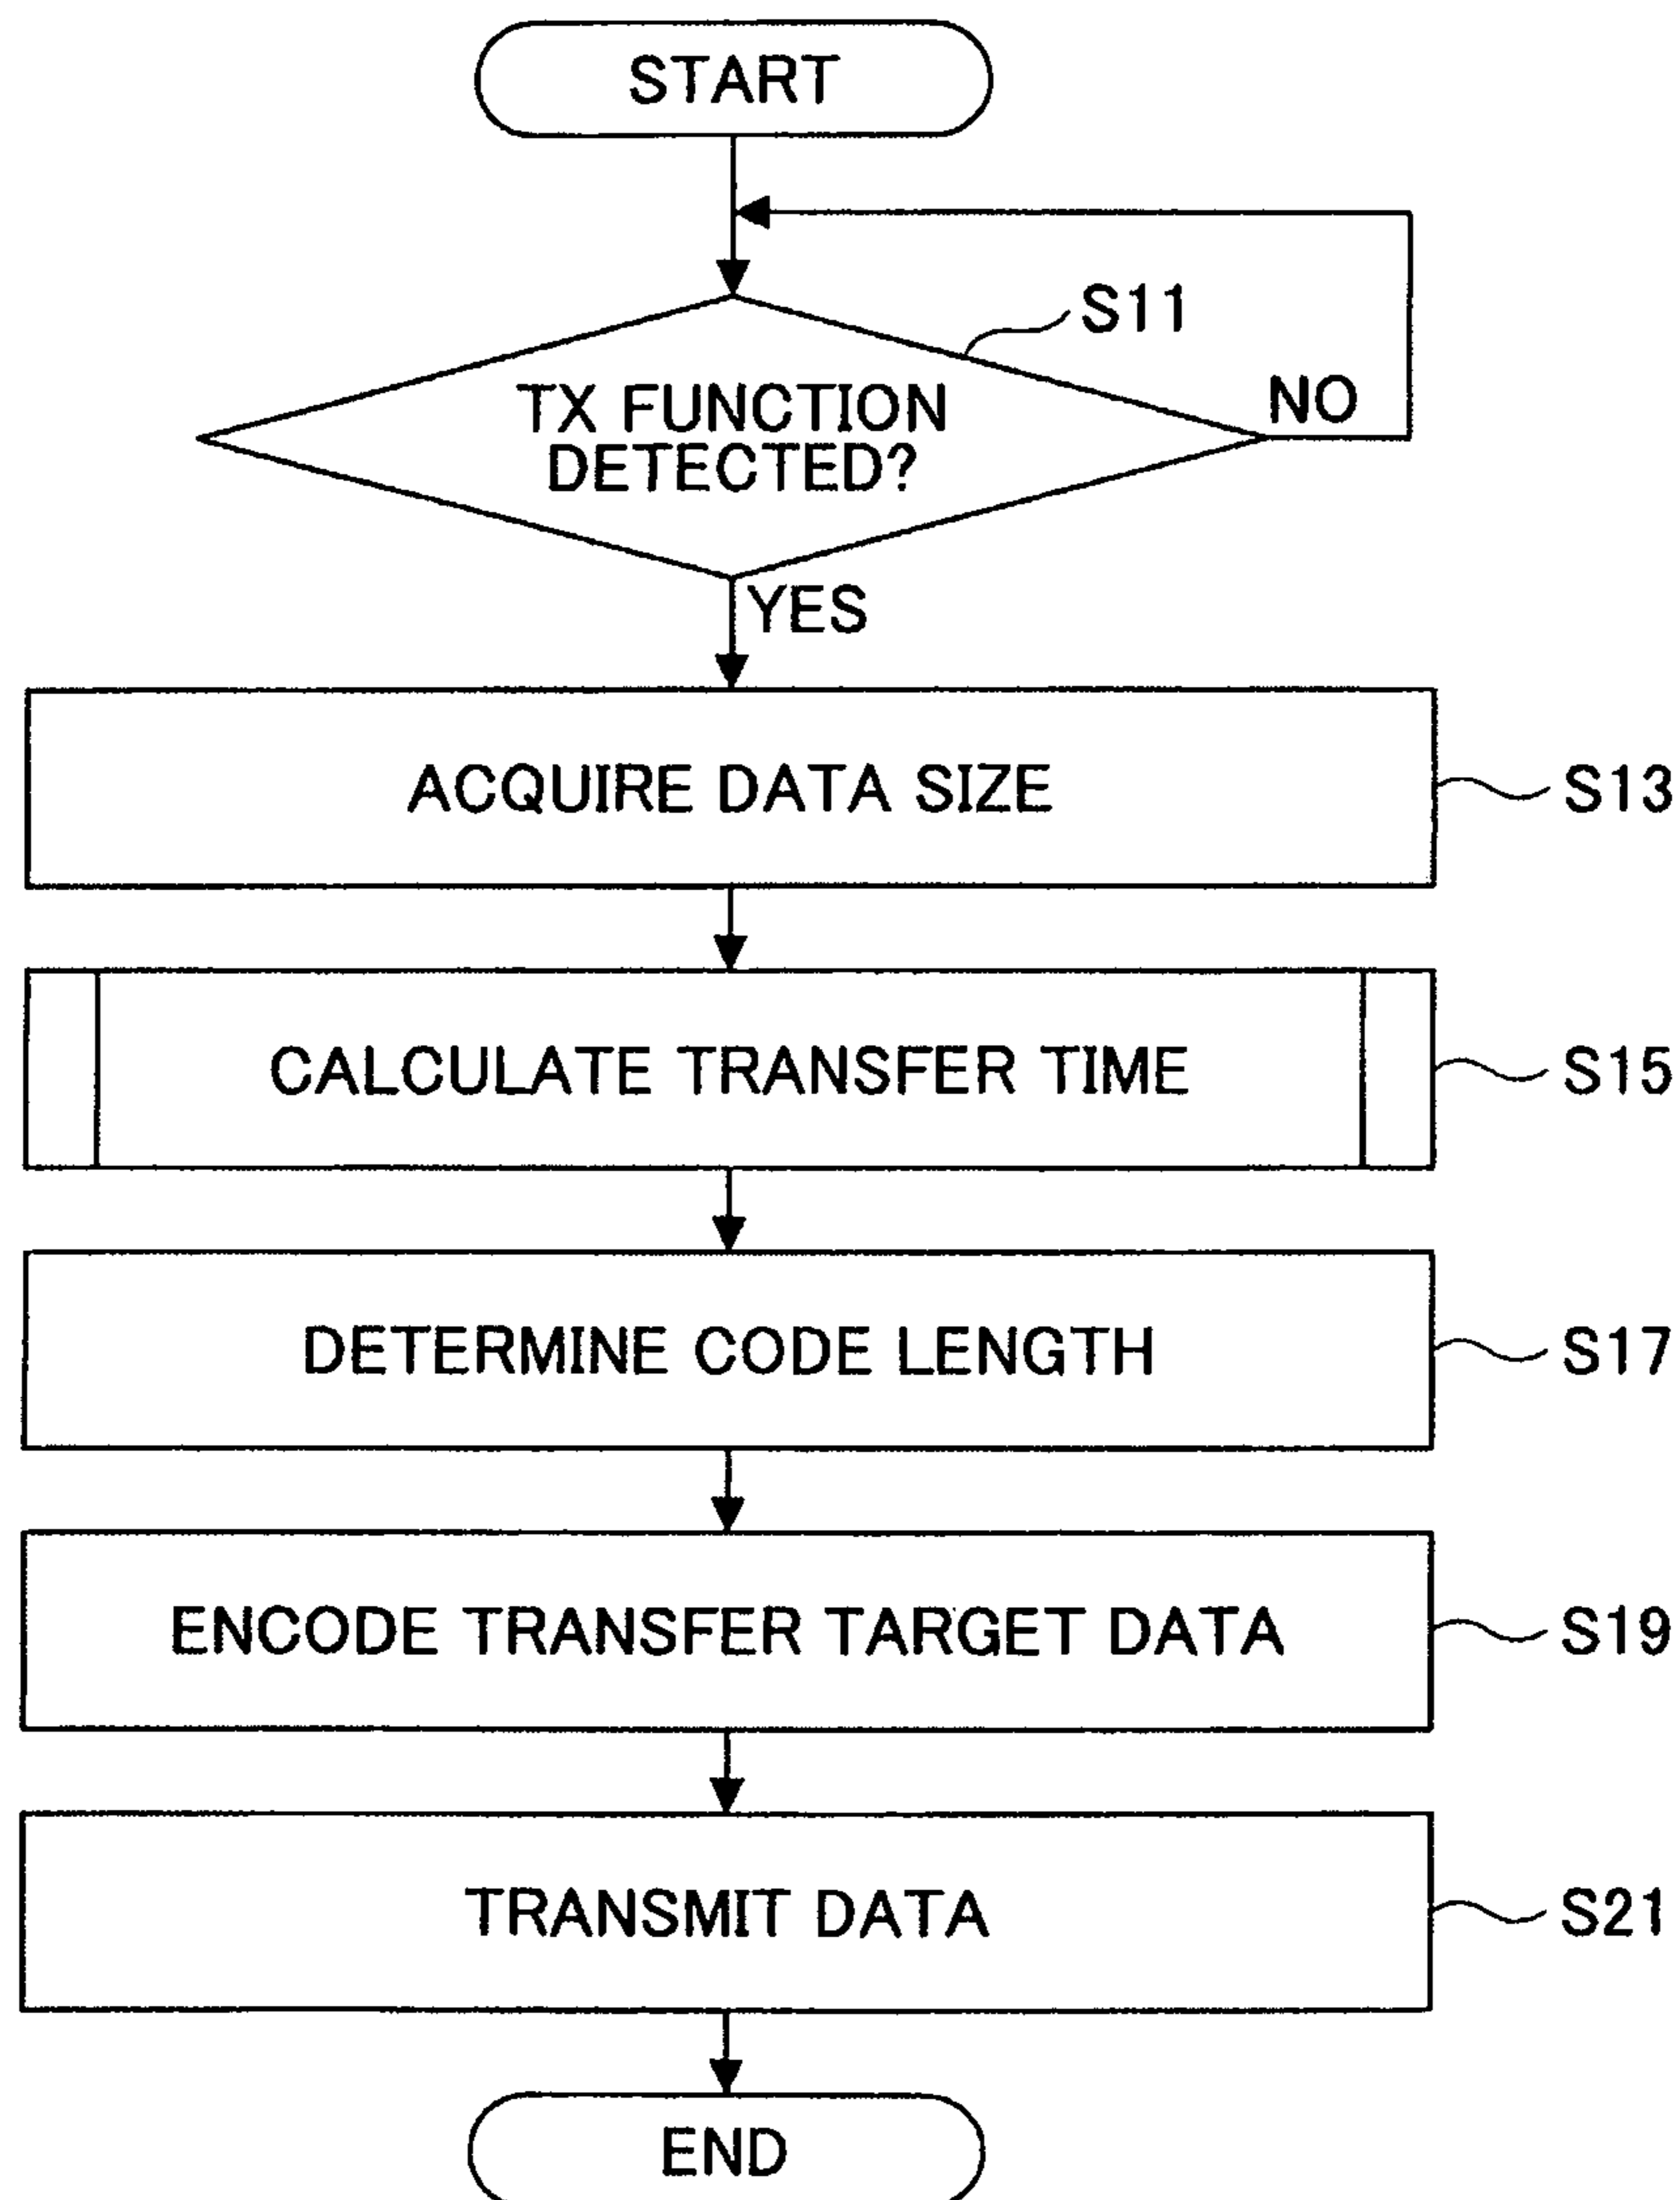 START
S11
TX FUNCTION
DETECTED?
NO
YES
ACQUIRE DATA SIZE
S13
CALCULATE TRANSFER TIME
S15
DETERMINE CODE LENGTH
S17
ENCODE TRANSFER TARGET DATA
S19
TRANSMIT DATA
S21
END